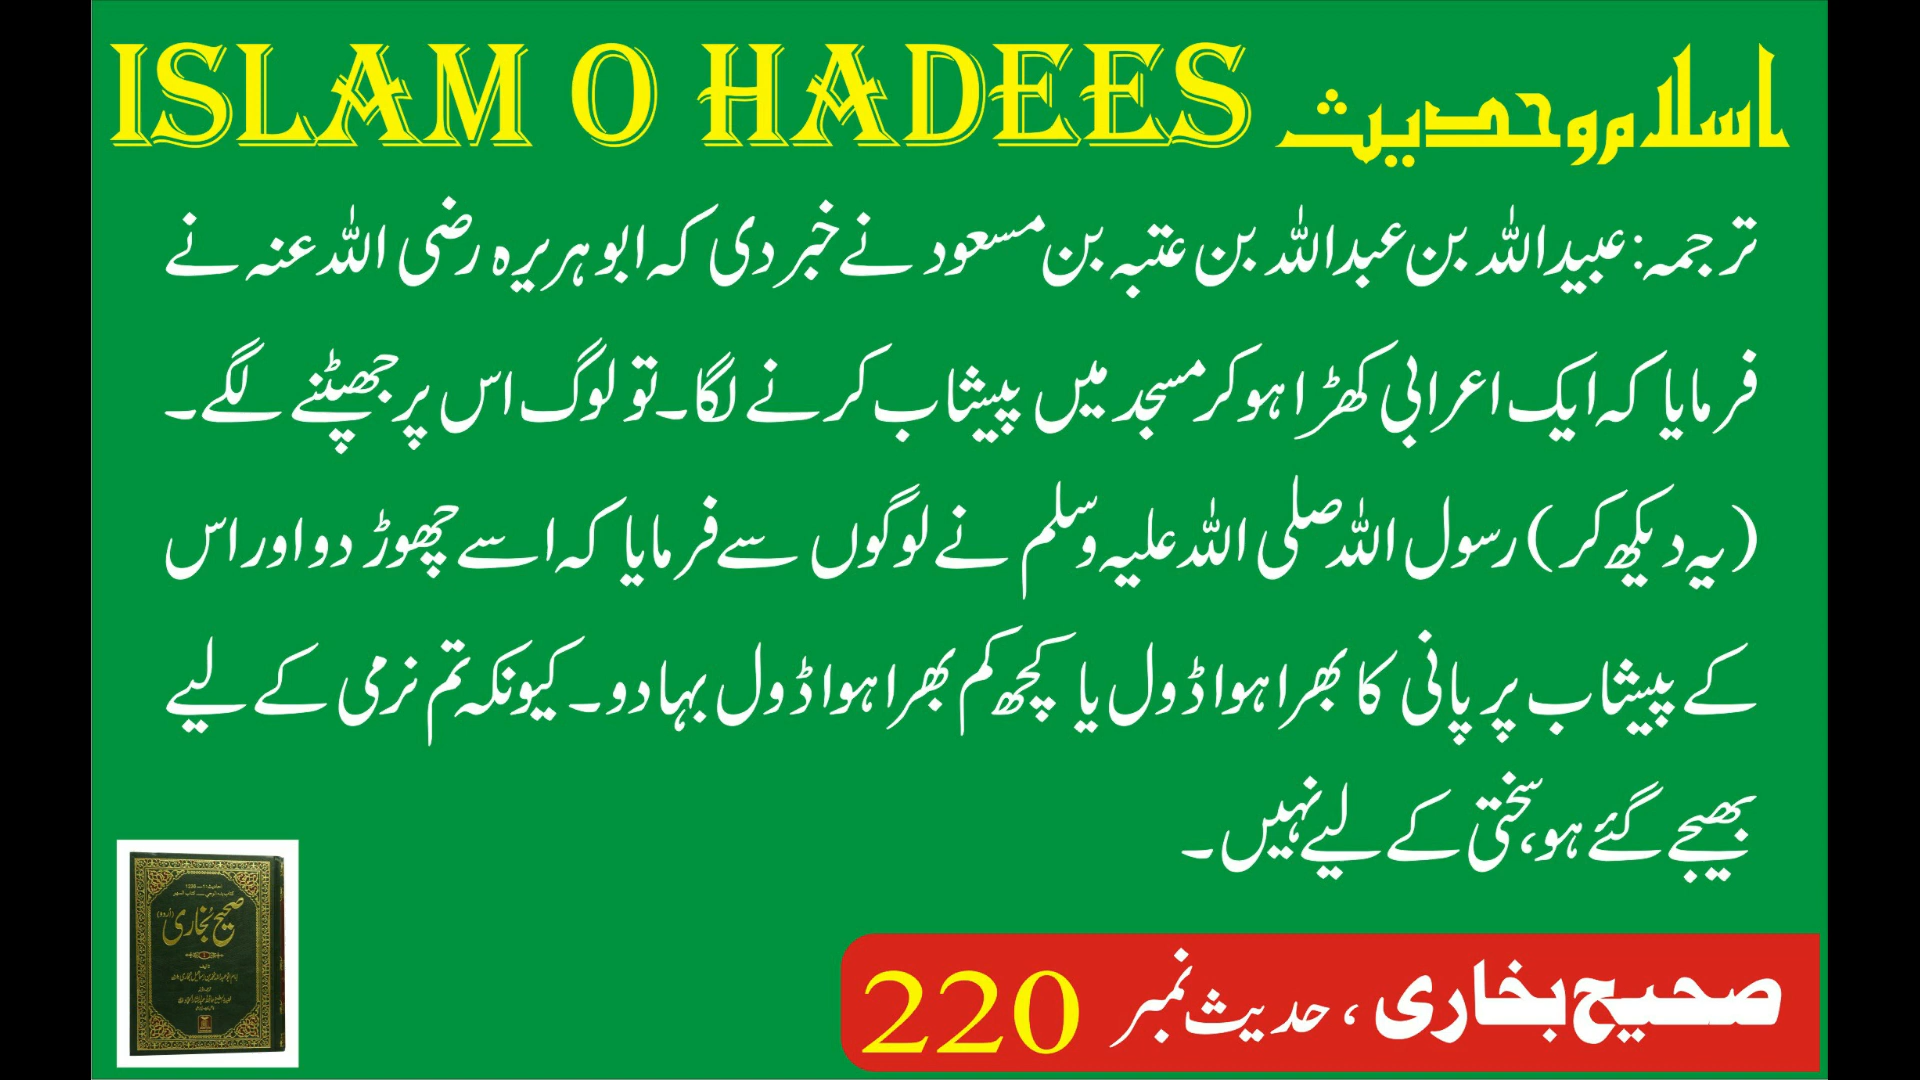 ISLAM O HADEES اسلام و حدیث
ترجمہ: عبیداللہ بن عبداللہ بن عتبہ بن مسعود نے خبر دی کہ ابوہریرہ رضی اللہ عنہ نے
فرمایا کہ ایک اعرابی کھڑا ہو کر مسجد میں پیشاب کرنے لگا۔ تو لوگ اس پر جھپٹنے لگے۔
(یہ دیکھ کر) رسول اللہ صلی اللہ علیہ وسلم نے لوگوں سے فرمایا کہ اسے چھوڑ دو اور اس
کے پیشاب پر پانی کا بھرا ہوا ڈول یا کچھ کم بھرا ہوا ڈول بہا دو۔ کیونکہ تم نرمی کے لیے
بھیجے گئے ہو، سختی کے لیے نہیں۔
صحیح بخاری (اُردو)
صحیح بخاری، حدیث نمبر 220